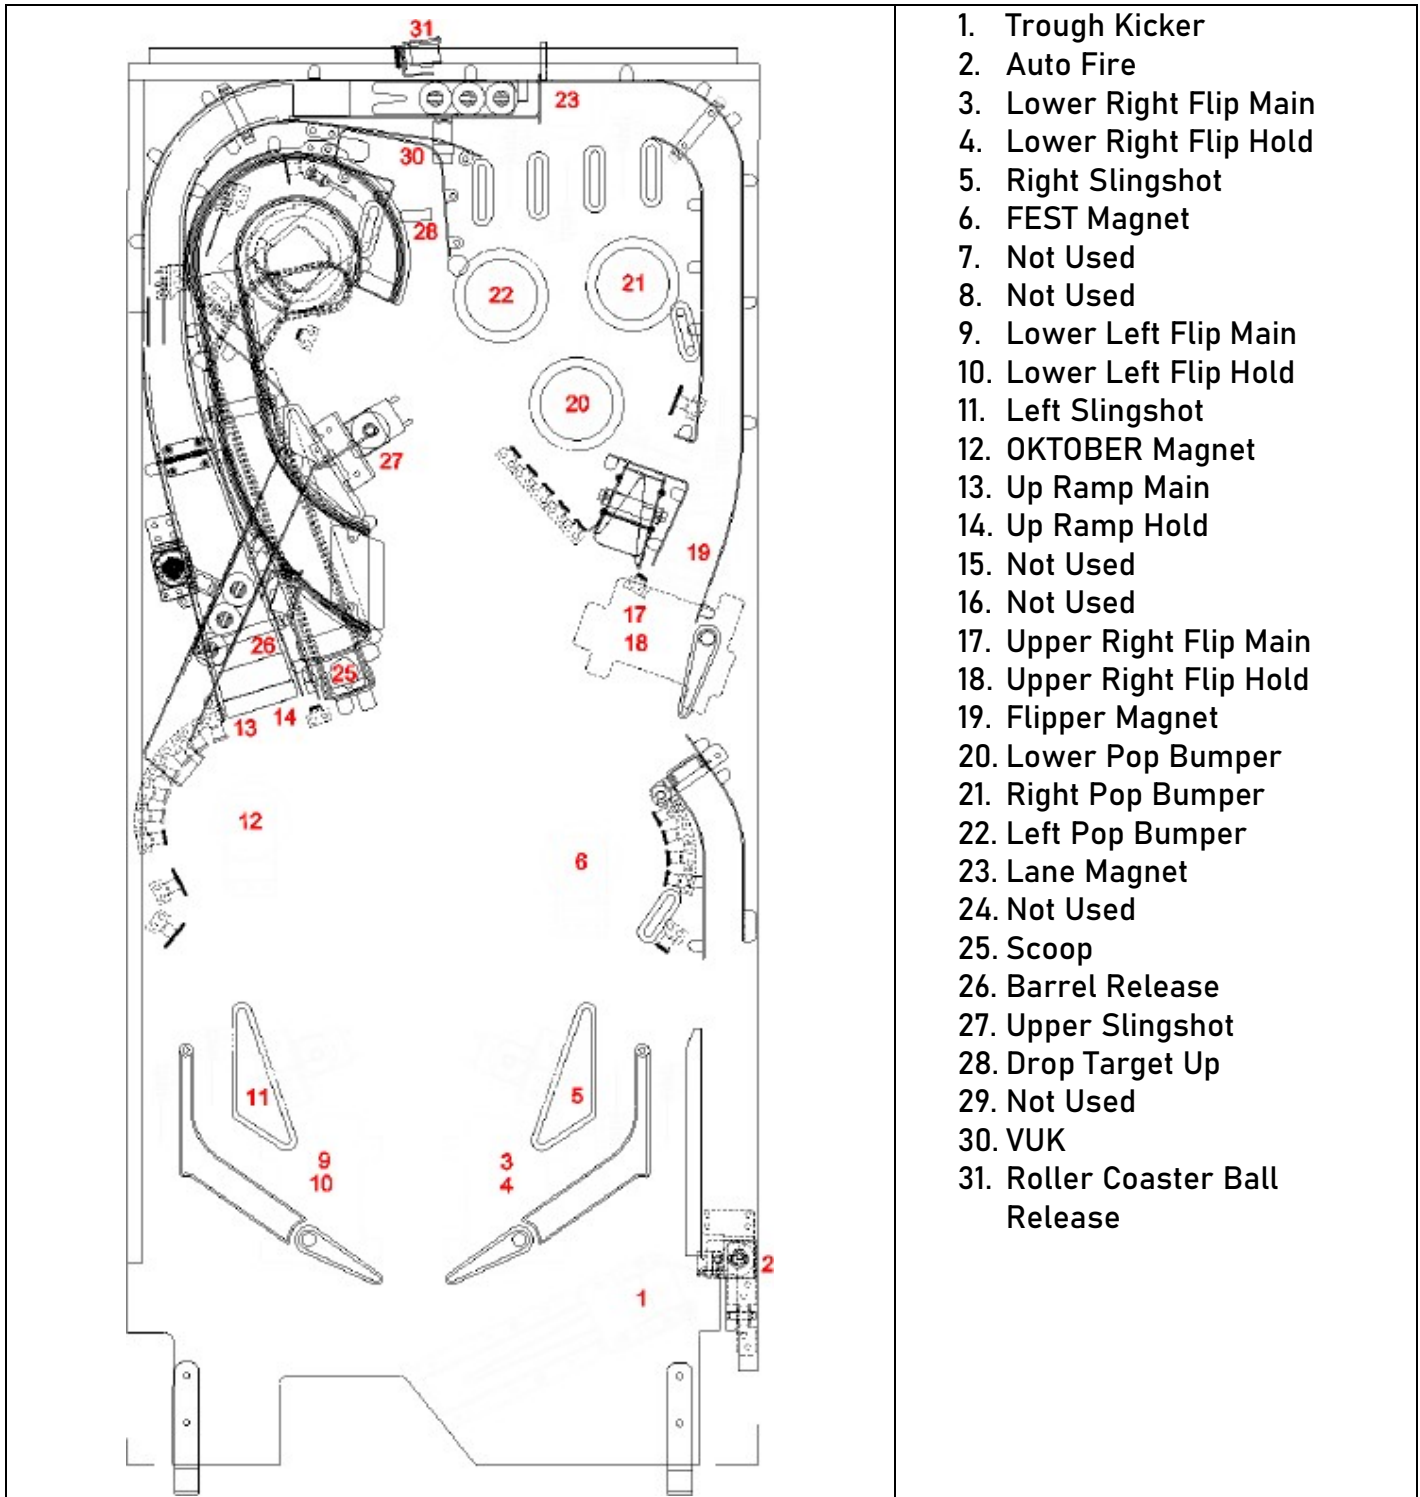 31
23
30
28
22
21
20
27
19
17
18
26
25
14
13
12
6
11
5
9
3
10
4
2
1
1. Trough Kicker
2. Auto Fire
3. Lower Right Flip Main
4. Lower Right Flip Hold
5. Right Slingshot
6. FEST Magnet
7. Not Used
8. Not Used
9. Lower Left Flip Main
10. Lower Left Flip Hold
11. Left Slingshot
12. OKTOBER Magnet
13. Up Ramp Main
14. Up Ramp Hold
15. Not Used
16. Not Used
17. Upper Right Flip Main
18. Upper Right Flip Hold
19. Flipper Magnet
20. Lower Pop Bumper
21. Right Pop Bumper
22. Left Pop Bumper
23. Lane Magnet
24. Not Used
25. Scoop
26. Barrel Release
27. Upper Slingshot
28. Drop Target Up
29. Not Used
30. VUK
31. Roller Coaster Ball
Release